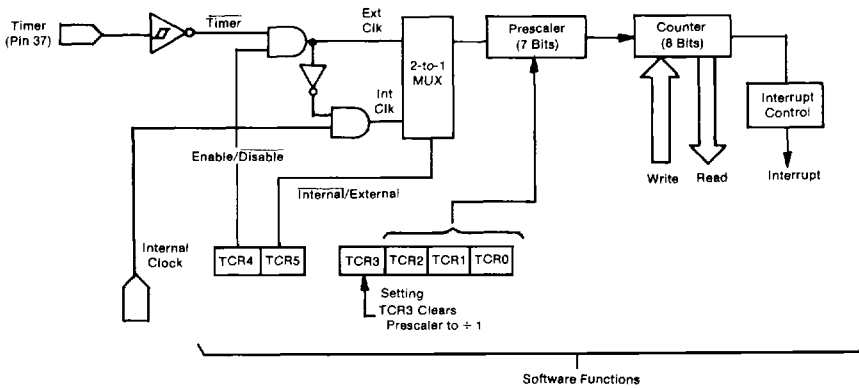 Timer
(Pin 37)
Timer
Ext
Clk
2-to-1
MUX
Prescaler
(7 Bits)
Counter
(8 Bits)
Int
Clk
Interrupt
Control
Enable/Disable
Internal/External
Write
Read
Interrupt
Internal
Clock
TCR4
TCR5
TCR3
TCR2
TCR1
TCR0
Setting
TCR3 Clears
Prescaler to ÷ 1
Software Functions